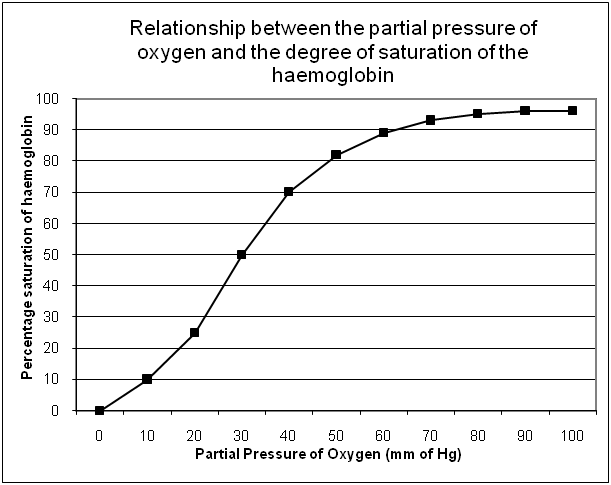 Relationship between the partial pressure of
oxygen and the degree of saturation of the
haemoglobin
Percentage saturation of haemoglobin
100
90
80
70
60
50
40
30
20
10
0
0 10 20 30 40 50 60 70 80 90 100
Partial Pressure of Oxygen (mm of Hg)